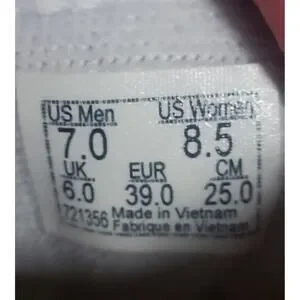 US Men US Women
7.0 8.5
UK EUR CM
6.0 39.0 25.0
721356 Made in Vietnam
Fabriqué en Vietnam